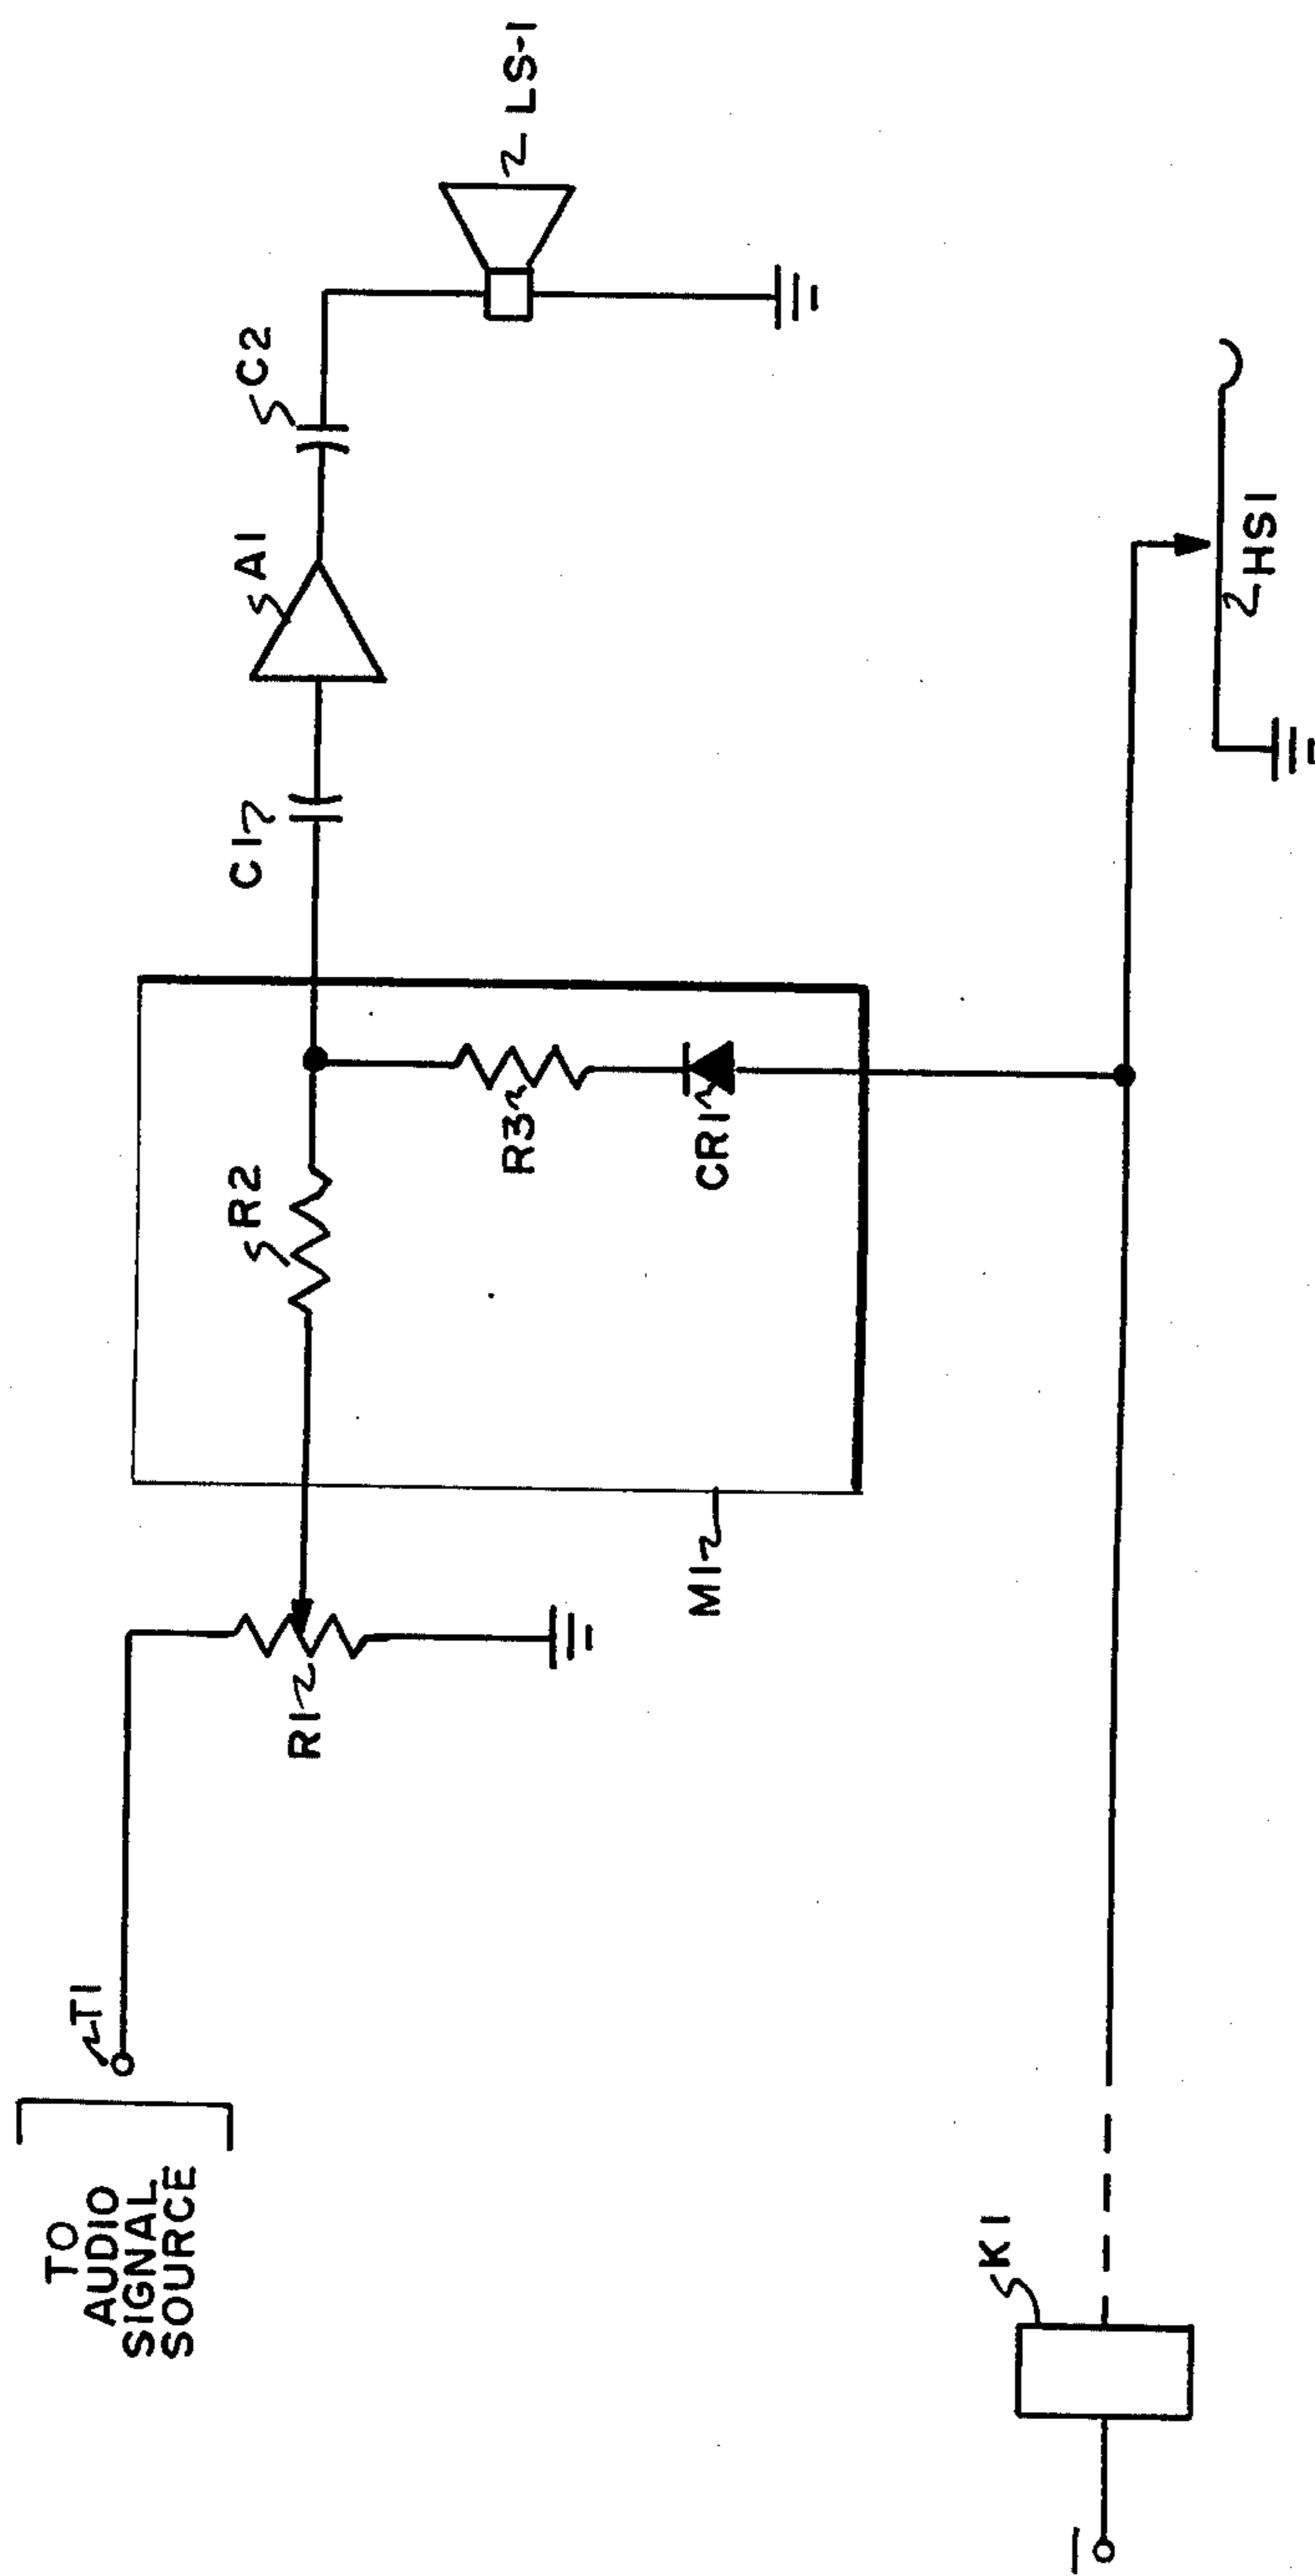 TO
AUDIO
SIGNAL
SOURCE
T1
R1
M1
R2
R3
CR1
C1
A1
C2
LS-1
K1
HS1